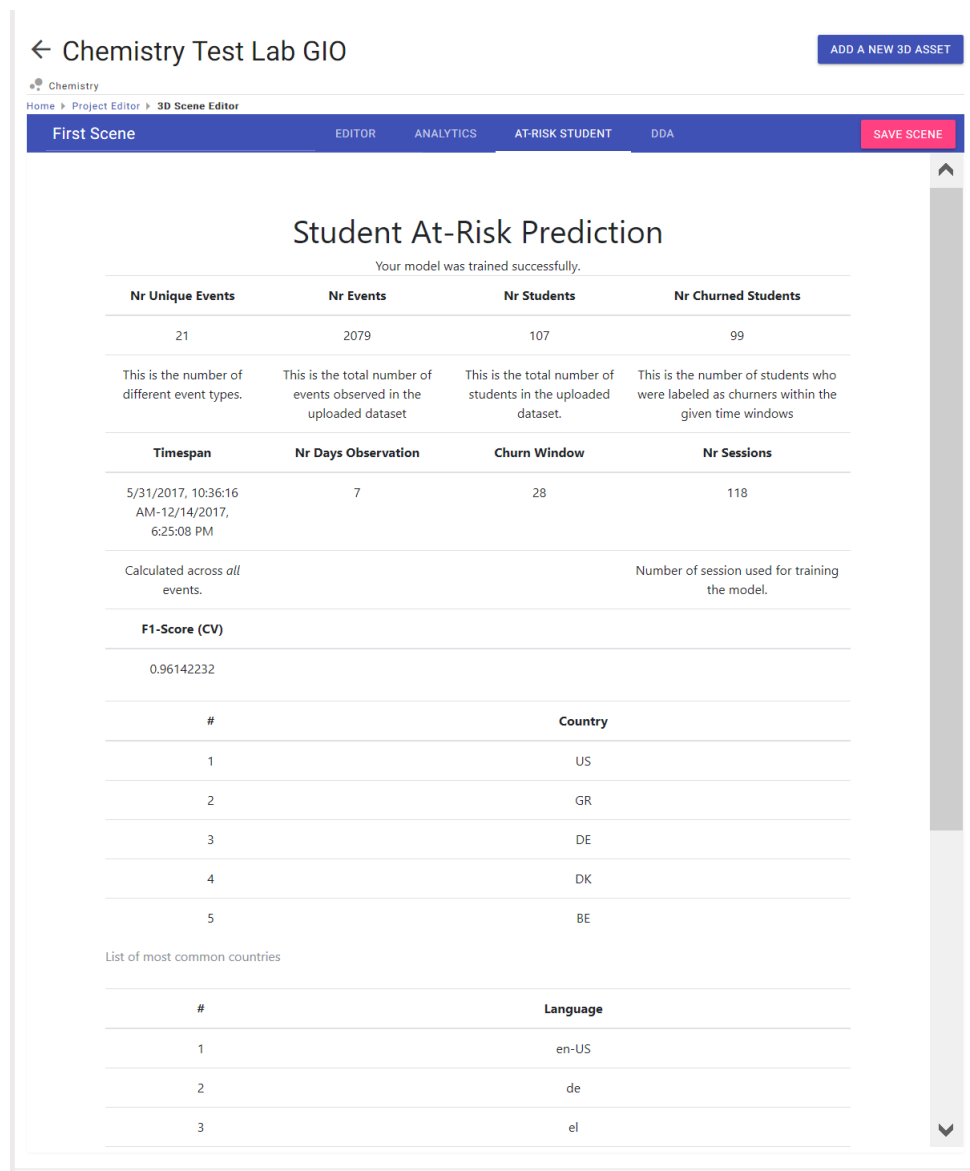 Chemistry Test Lab GIO
ADD A NEW 3D ASSET
Chemistry
Home Project Editor 3D Scene Editor
First Scene EDITOR ANALYTICS AT-RISK STUDENT DDA SAVE SCENE
Student At-Risk Prediction
Your model was trained successfully.
Nr Unique Events Nr Events Nr Students Nr Churned Students
21 2079 107 99
This is the number of This is the total number of This is the total number of This is the number of students who
different event types. events observed in the students in the uploaded were labeled as churners within the
uploaded dataset dataset. given time windows
Timespan Nr Days Observation Churn Window Nr Sessions
5/31/2017, 10:36:16 7 28 118
AM-12/14/2017,
6:25:08 PM
Calculated across all Number of session used for training
events. the model.
F1-Score (CV)
0.96142232
# Country
1 US
2 GR
3 DE
4 DK
5 BE
List of most common countries
# Language
1 en-US
2 de
3 el